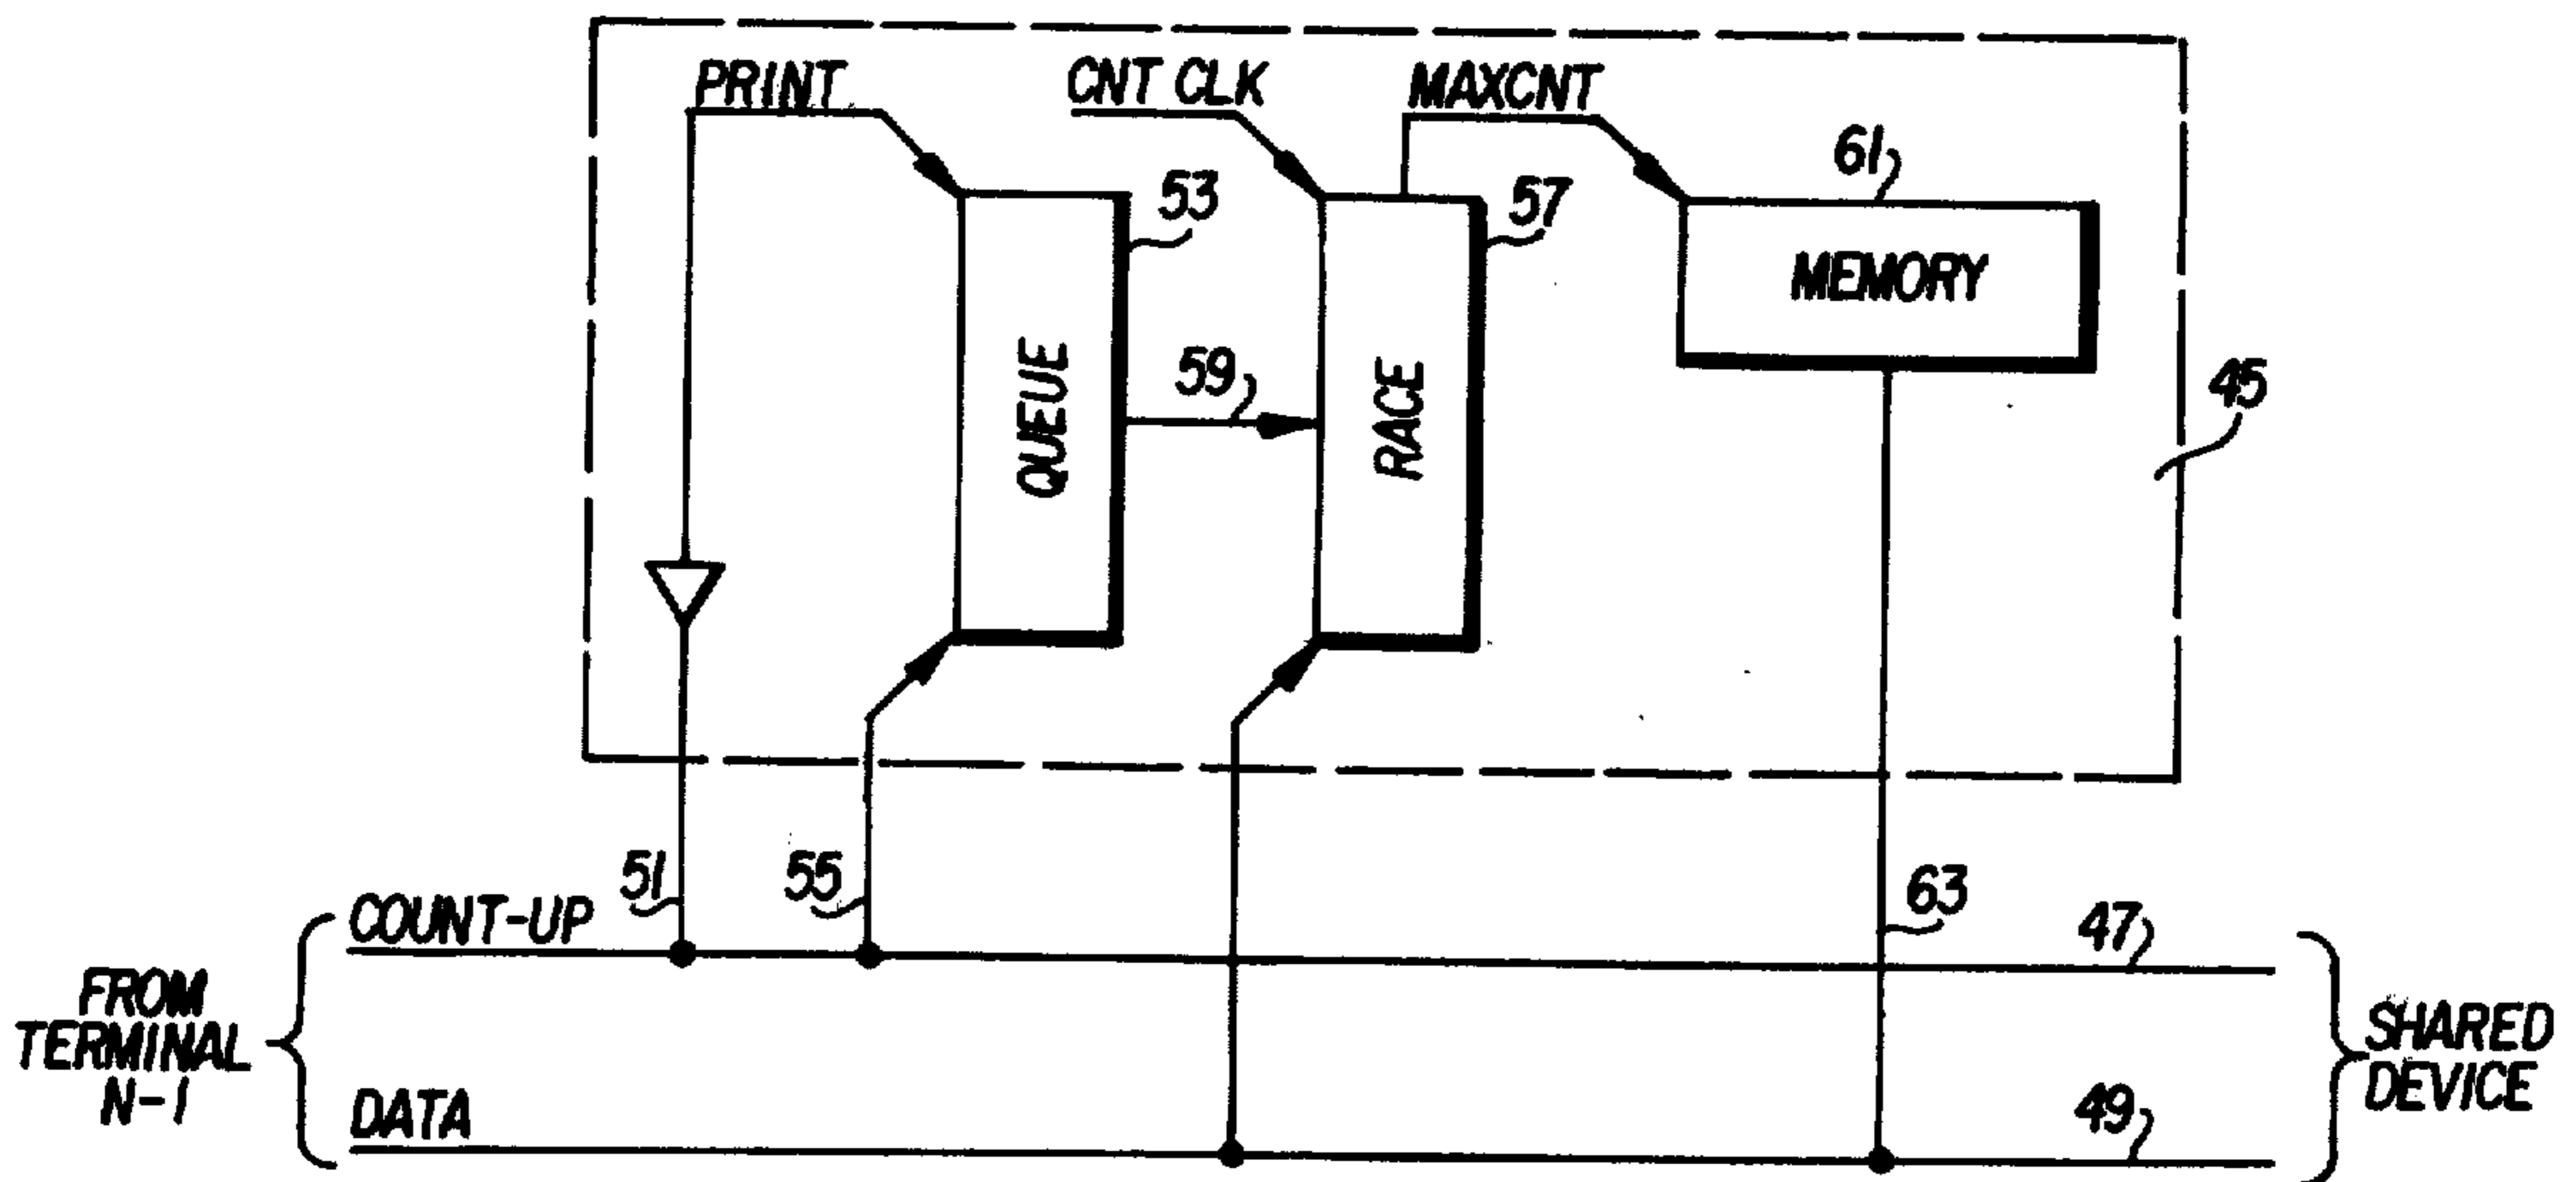 PRINT
CNT CLK
MAXCNT
61
53
57
MEMORY
QUEUE
59
RACE
45
51
55
63
COUNT-UP
47
FROM
TERMINAL
N-1
SHARED
DEVICE
DATA
49